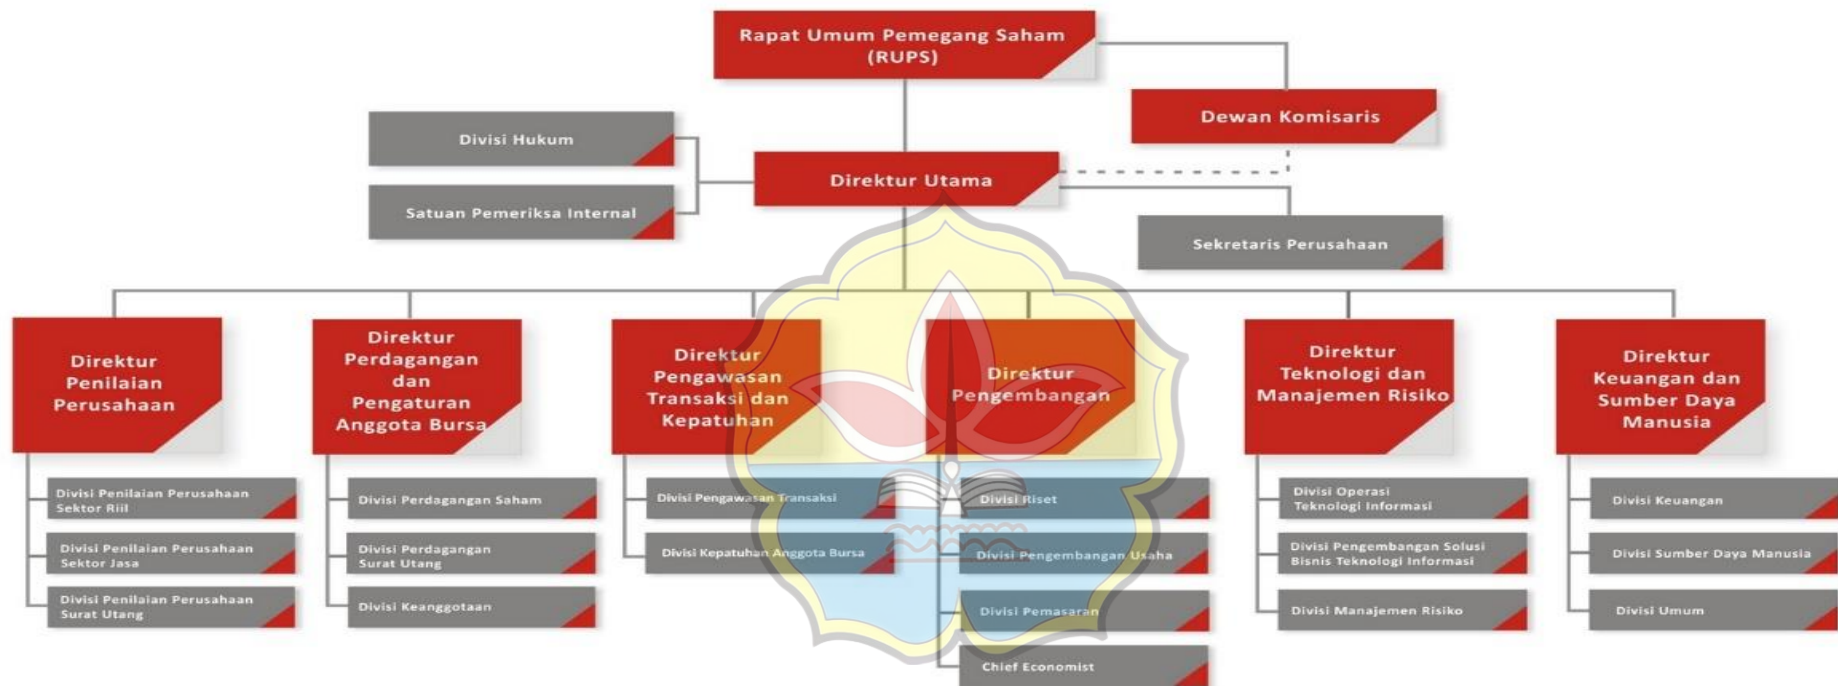 Rapat Umum Pemegang Saham
(RUPS)
Dewan Komisaris
Divisi Hukum
Direktur Utama
Satuan Pemeriksa Internal
Sekretaris Perusahaan
Direktur
Penilaian
Perusahaan
Divisi Penilaian Perusahaan
Sektor Riil
Divisi Penilaian Perusahaan
Sektor Jasa
Divisi Penilaian Perusahaan
Surat Utang
Direktur
Perdagangan
dan
Pengaturan
Anggota Bursa
Divisi Perdagangan Saham
Divisi Perdagangan
Surat Utang
Divisi Keanggotaan
Direktur
Pengawasan
Transaksi dan
Kepatuhan
Divisi Pengawasan Transaksi
Divisi Kepatuhan Anggota Bursa
Direktur
Pengembangan
Divisi Riset
Divisi Pengembangan Usaha
Divisi Pemasaran
Chief Economist
Direktur
Teknologi dan
Manajemen Risiko
Divisi Operasi
Teknologi Informasi
Divisi Pengembangan Solusi
Bisnis Teknologi Informasi
Divisi Manajemen Risiko
Direktur
Keuangan dan
Sumber Daya
Manusia
Divisi Keuangan
Divisi Sumber Daya Manusia
Divisi Umum